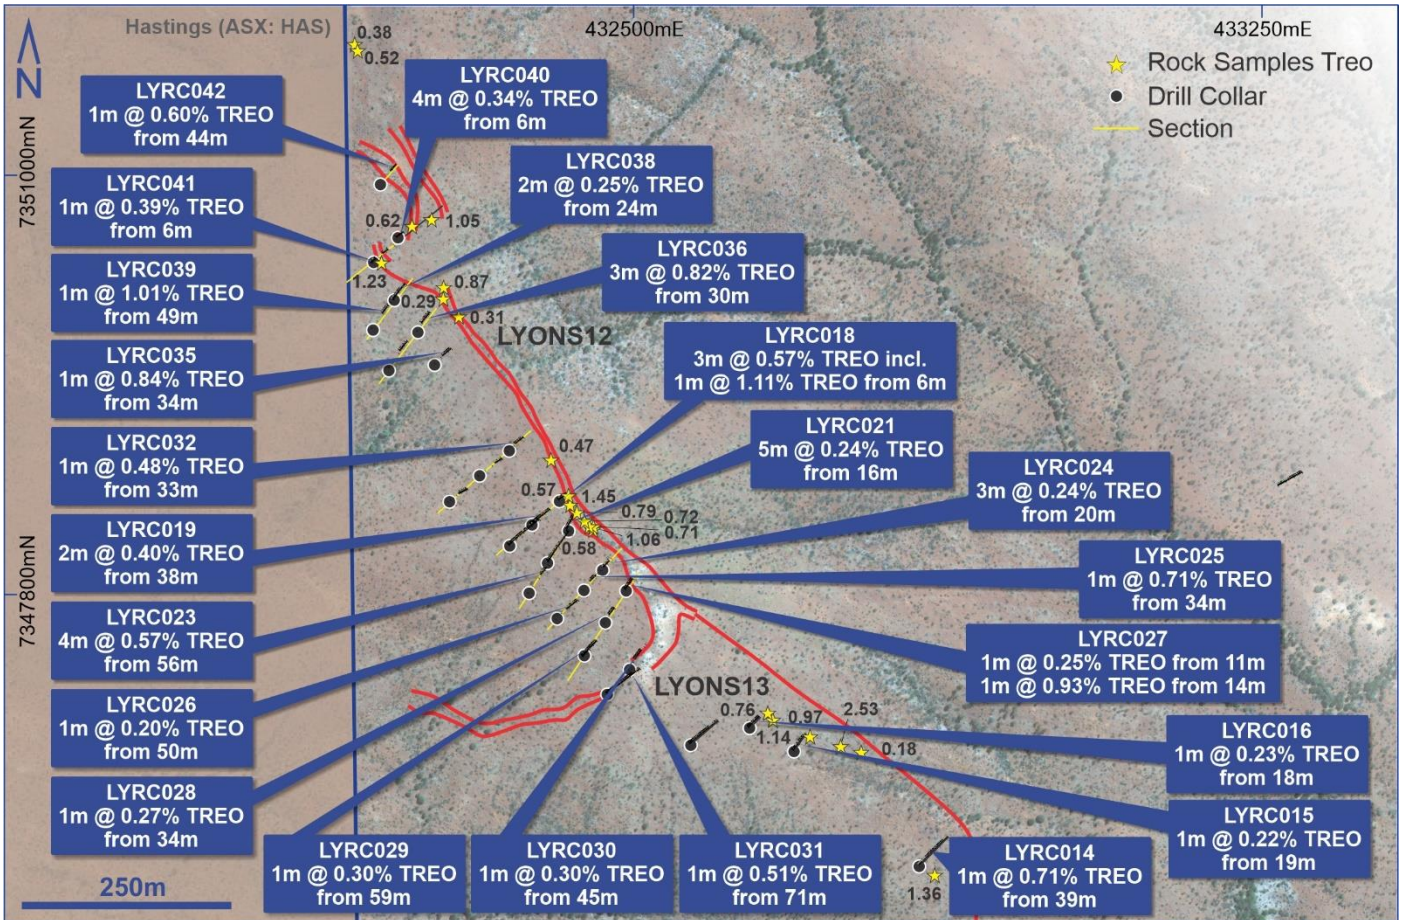 Hastings (ASX: HAS)
432500mE
433250mE
N
7351000mN
7347800mN
Rock Samples Treo
Drill Collar
Section
0.38
0.52
LYRC042
1m @ 0.60% TREO
from 44m
LYRC040
4m @ 0.34% TREO
from 6m
LYRC038
2m @ 0.25% TREO
from 24m
LYRC041
1m @ 0.39% TREO
from 6m
0.62
1.05
LYRC036
3m @ 0.82% TREO
from 30m
LYRC039
1m @ 1.01% TREO
from 49m
1.23
0.87
0.29
0.31
LYONS12
LYRC018
3m @ 0.57% TREO incl.
1m @ 1.11% TREO from 6m
LYRC035
1m @ 0.84% TREO
from 34m
LYRC021
5m @ 0.24% TREO
from 16m
LYRC032
1m @ 0.48% TREO
from 33m
0.47
LYRC024
3m @ 0.24% TREO
from 20m
0.57
1.45
0.79
0.72
0.71
1.06
0.58
LYRC019
2m @ 0.40% TREO
from 38m
LYRC025
1m @ 0.71% TREO
from 34m
LYRC023
4m @ 0.57% TREO
from 56m
LYRC027
1m @ 0.25% TREO from 11m
1m @ 0.93% TREO from 14m
LYONS13
LYRC026
1m @ 0.20% TREO
from 50m
0.76
0.97
2.53
1.14
0.18
LYRC016
1m @ 0.23% TREO
from 18m
LYRC028
1m @ 0.27% TREO
from 34m
LYRC015
1m @ 0.22% TREO
from 19m
LYRC029
1m @ 0.30% TREO
from 59m
LYRC030
1m @ 0.30% TREO
from 45m
LYRC031
1m @ 0.51% TREO
from 71m
LYRC014
1m @ 0.71% TREO
from 39m
1.36
250m